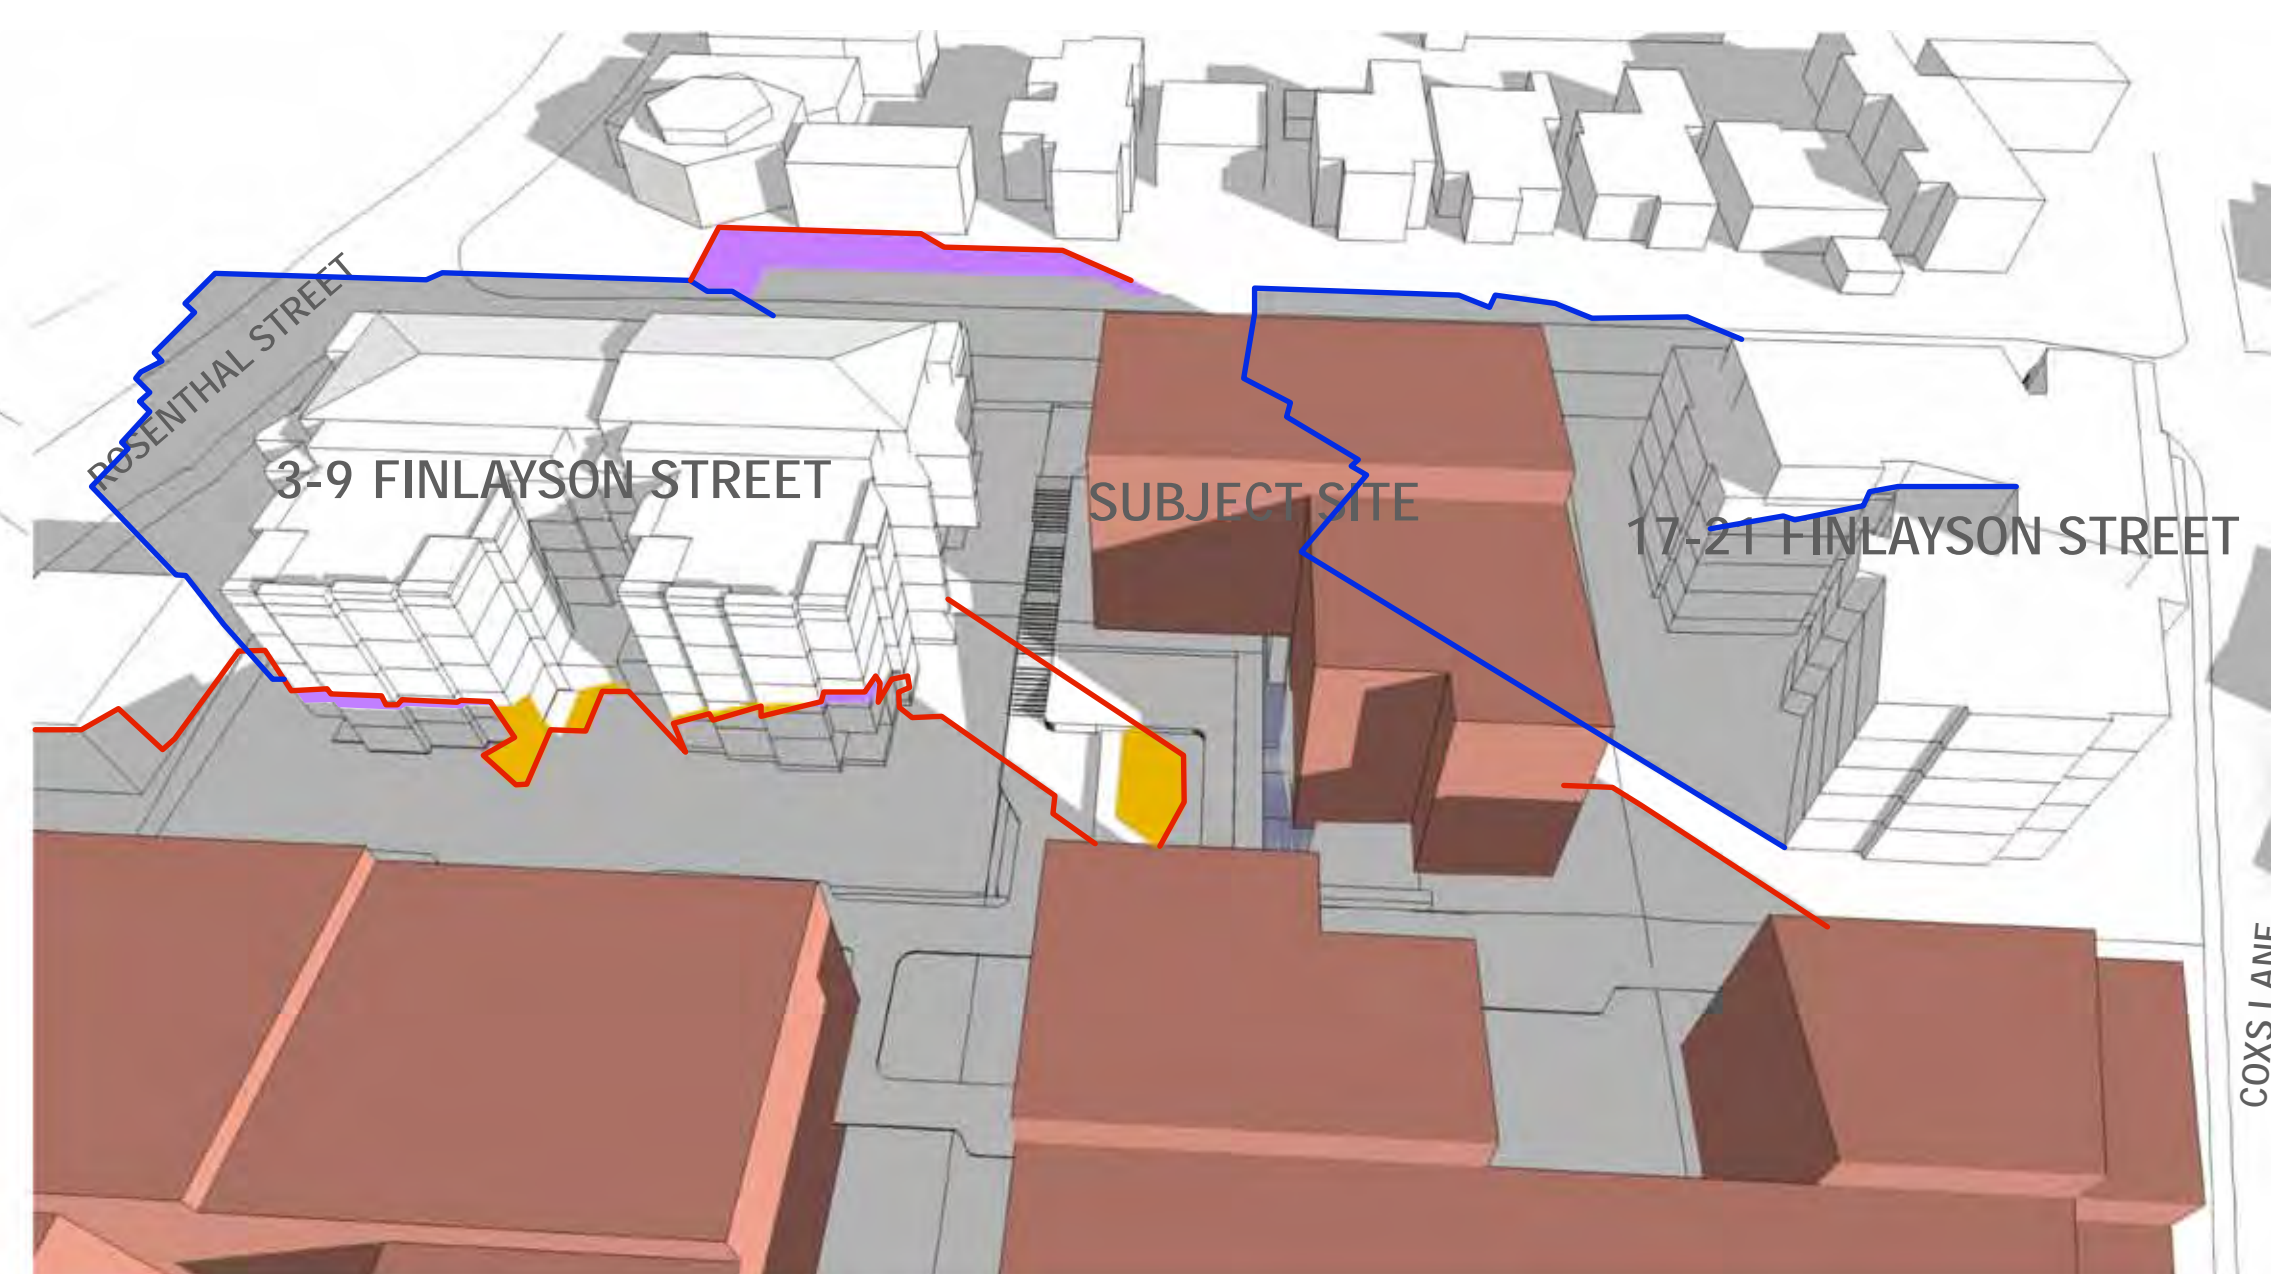 ROSENTHAL STREET
3-9 FINLAYSON STREET
SUBJECT SITE
17-21 FINLAYSON STREET
COXS LANE